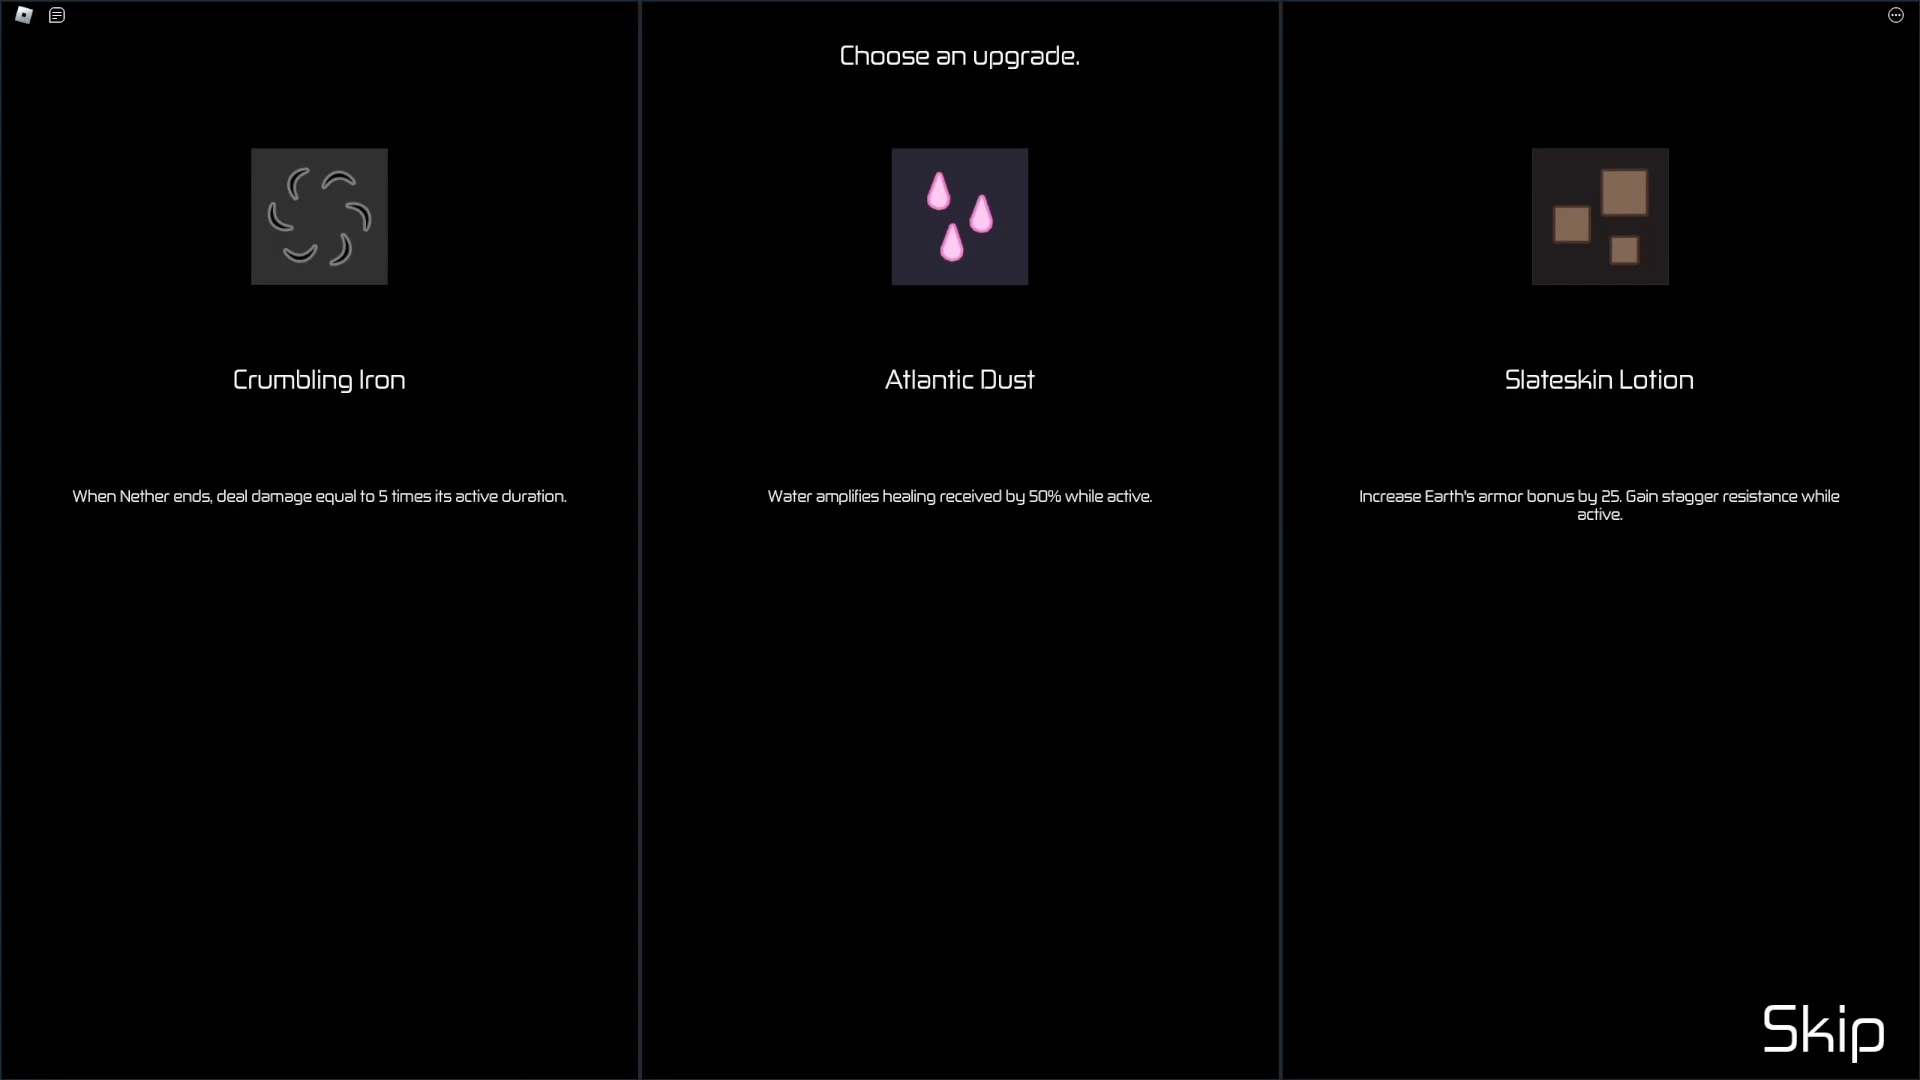 Choose an upgrade.
Crumbling Iron
When Nether ends, deal damage equal to 5 times its active duration.
Atlantic Dust
Water amplifies healing received by 50% while active.
Slateskin Lotion
Increase Earth's armor bonus by 25. Gain stagger resistance while
active.
Skip